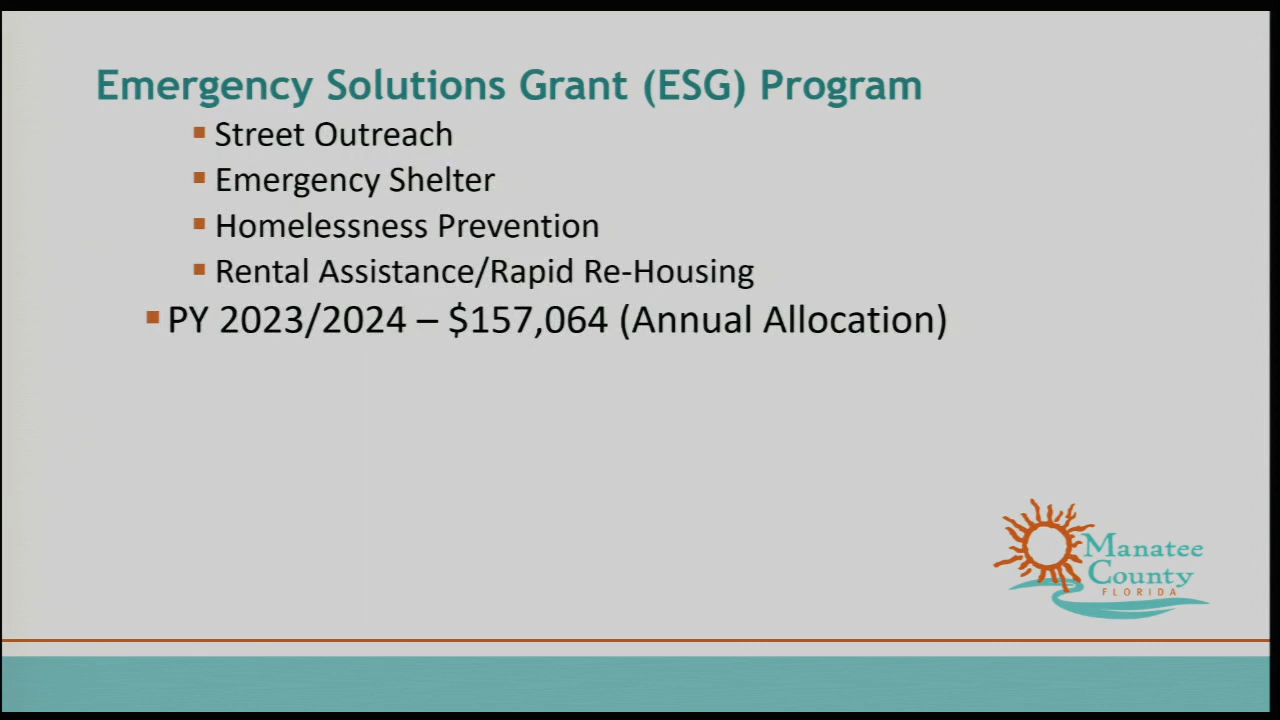 Emergency Solutions Grant (ESG) Program
▪ Street Outreach
▪ Emergency Shelter
▪ Homelessness Prevention
▪ Rental Assistance/Rapid Re-Housing
▪ PY 2023/2024 – $157,064 (Annual Allocation)
Manatee
County
FLORIDA